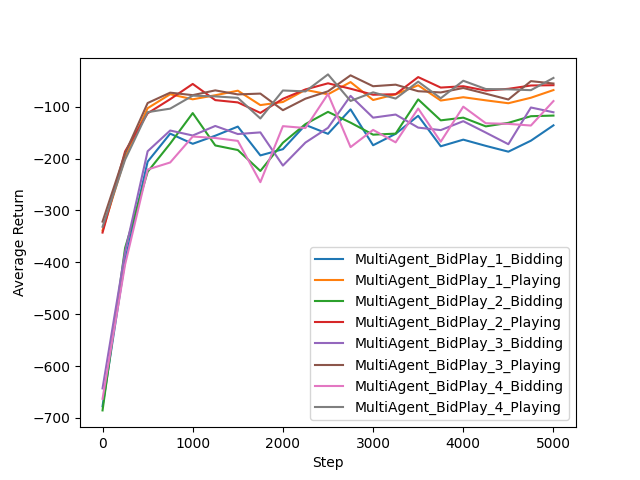 −100
−200
−300
−400
−500
−600
−700
Average Return
MultiAgent_BidPlay_1_Bidding
MultiAgent_BidPlay_1_Playing
MultiAgent_BidPlay_2_Bidding
MultiAgent_BidPlay_2_Playing
MultiAgent_BidPlay_3_Bidding
MultiAgent_BidPlay_3_Playing
MultiAgent_BidPlay_4_Bidding
MultiAgent_BidPlay_4_Playing
0 1000 2000 3000 4000 5000
Step